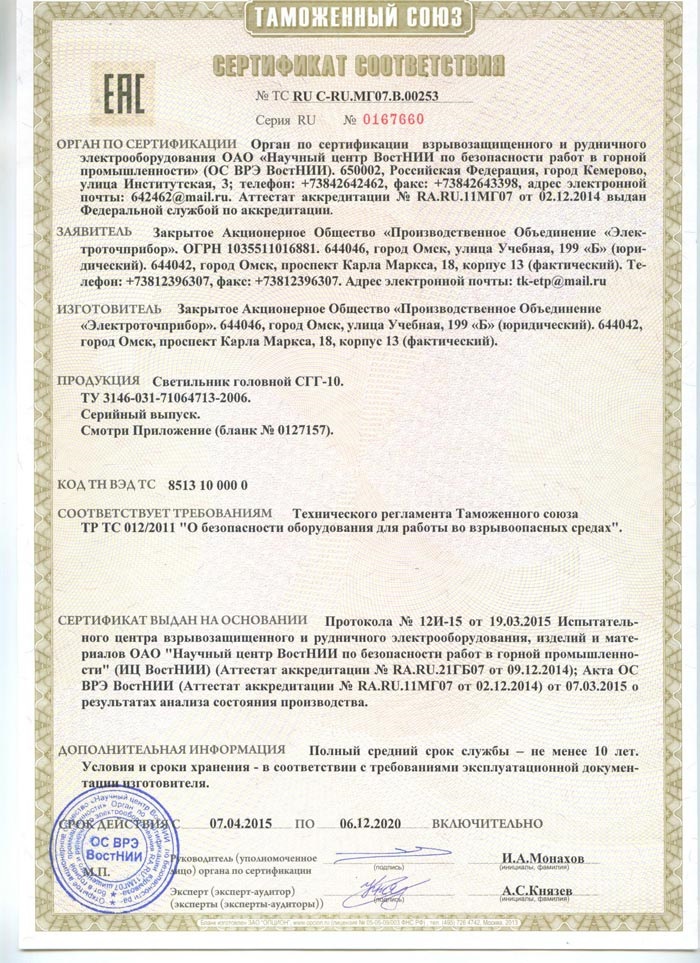 ТАМОЖЕННЫЙ СОЮЗ
СЕРТИФИКАТ СООТВЕТСТВИЯ
ЕАС
№ ТС RU C-RU.МГ07.В.00253
Серия RU № 0167660
ОРГАН ПО СЕРТИФИКАЦИИ Орган по сертификации взрывозащищенного и рудничного
электрооборудования ОАО «Научный центр ВостНИИ по безопасности работ в горной
промышленности» (ОС ВРЭ ВостНИИ). 650002, Российская Федерация, город Кемерово,
улица Институтская, 3; телефон: +73842642462, факс: +73842643398, адрес электронной
почты: 642462@mail.ru. Аттестат аккредитации № RA.RU.11МГ07 от 02.12.2014 выдан
Федеральной службой по аккредитации.
ЗАЯВИТЕЛЬ Закрытое Акционерное Общество «Производственное Объединение «Элек-
троточприбор». ОГРН 1035511016881. 644046, город Омск, улица Учебная, 199 «Б» (юри-
дический). 644042, город Омск, проспект Карла Маркса, 18, корпус 13 (фактический). Те-
лефон: +73812396307, факс: +73812396307. Адрес электронной почты: tk-etp@mail.ru
ИЗГОТОВИТЕЛЬ Закрытое Акционерное Общество «Производственное Объединение
«Электроточприбор». 644046, город Омск, улица Учебная, 199 «Б» (юридический). 644042,
город Омск, проспект Карла Маркса, 18, корпус 13 (фактический).
ПРОДУКЦИЯ Светильник головной СГГ-10.
ТУ 3146-031-71064713-2006.
Серийный выпуск.
Смотри Приложение (бланк № 0127157).
КОД ТН ВЭД ТС 8513 10 000 0
СООТВЕТСТВУЕТ ТРЕБОВАНИЯМ Технического регламента Таможенного союза
ТР ТС 012/2011 "О безопасности оборудования для работы во взрывоопасных средах".
СЕРТИФИКАТ ВЫДАН НА ОСНОВАНИИ Протокола № 12И-15 от 19.03.2015 Испытатель-
ного центра взрывозащищенного и рудничного электрооборудования, изделий и мате-
риалов ОАО "Научный центр ВостНИИ по безопасности работ в горной промышленно-
сти" (ИЦ ВостНИИ) (Аттестат аккредитации № RA.RU.21ГБ07 от 09.12.2014); Акта ОС
ВРЭ ВостНИИ (Аттестат аккредитации № RA.RU.11МГ07 от 02.12.2014) от 07.03.2015 о
результатах анализа состояния производства.
ДОПОЛНИТЕЛЬНАЯ ИНФОРМАЦИЯ Полный средний срок службы – не менее 10 лет.
Условия и сроки хранения - в соответствии с требованиями эксплуатационной докумен-
тации изготовителя.
СРОК ДЕЙСТВИЯ С 07.04.2015 ПО 06.12.2020 ВКЛЮЧИТЕЛЬНО
ОС ВРЭ
ВостНИИ
М.П.
Руководитель (уполномоченное
лицо) органа по сертификации
(подпись)
И.А.Монахов
(инициалы, фамилия)
Эксперт (эксперт-аудитор)
(эксперты (эксперты-аудиторы))
(подпись)
А.С.Князев
(инициалы, фамилия)